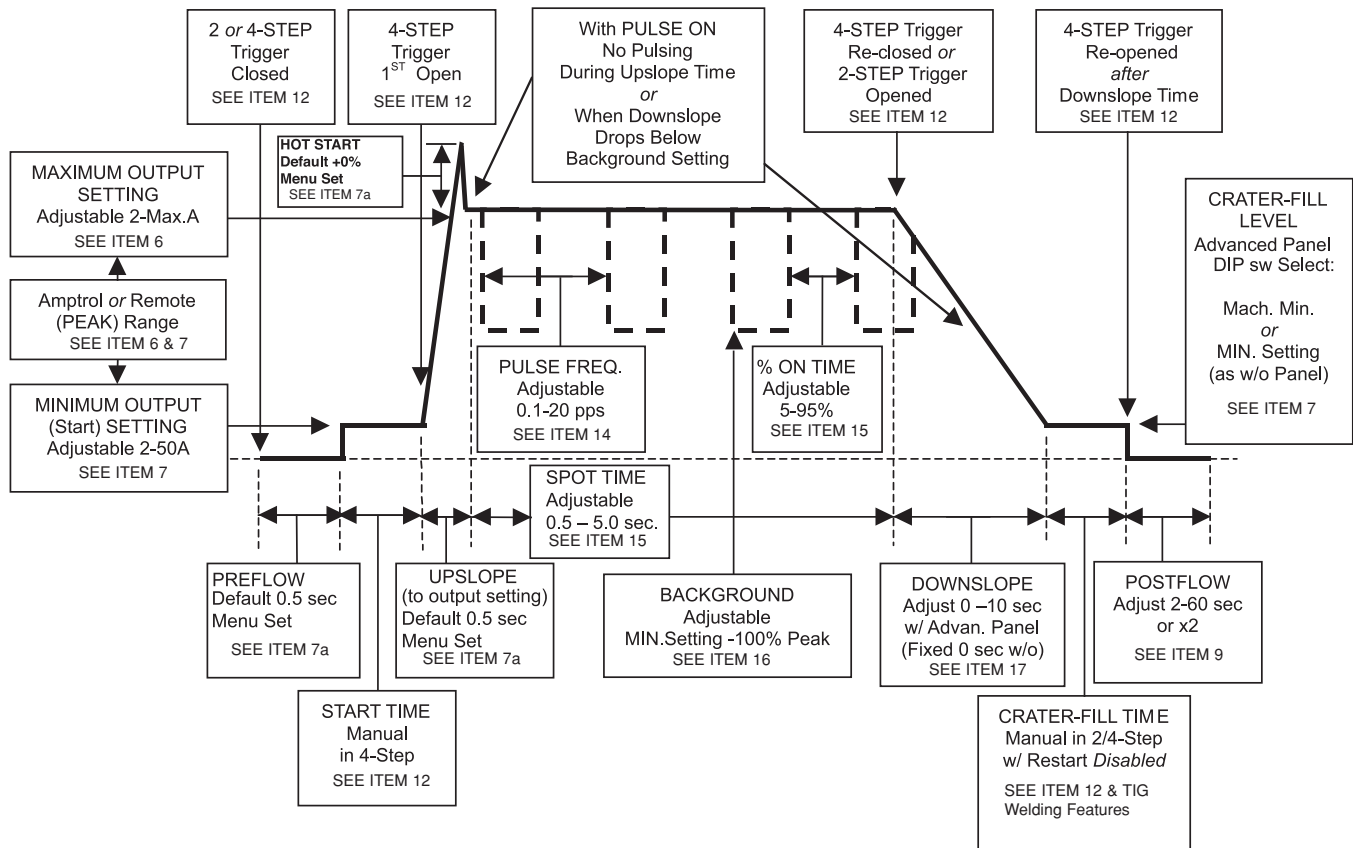 2 or 4-STEP
Trigger
Closed
SEE ITEM 12
4-STEP
Trigger
1ST Open
SEE ITEM 12
With PULSE ON
No Pulsing
During Upslope Time
or
When Downslope
Drops Below
Background Setting
4-STEP Trigger
Re-closed or
2-STEP Trigger
Opened
SEE ITEM 12
4-STEP Trigger
Re-opened
after
Downslope Time
SEE ITEM 12
HOT START
Default +0%
Menu Set
SEE ITEM 7a
MAXIMUM OUTPUT
SETTING
Adjustable 2-Max.A
SEE ITEM 6
Amptrol or Remote
(PEAK) Range
SEE ITEM 6 & 7
MINIMUM OUTPUT
(Start) SETTING
Adjustable 2-50A
SEE ITEM 7
CRATER-FILL
LEVEL
Advanced Panel
DIP sw Select:
Mach. Min.
or
MIN. Setting
(as w/o Panel)
SEE ITEM 7
PULSE FREQ.
Adjustable
0.1-20 pps
SEE ITEM 14
% ON TIME
Adjustable
5-95%
SEE ITEM 15
SPOT TIME
Adjustable
0.5 – 5.0 sec.
SEE ITEM 15
PREFLOW
Default 0.5 sec
Menu Set
SEE ITEM 7a
START TIME
Manual
in 4-Step
SEE ITEM 12
UPSLOPE
(to output setting)
Default 0.5 sec
Menu Set
SEE ITEM 7a
BACKGROUND
Adjustable
MIN.Setting -100% Peak
SEE ITEM 16
DOWNSLOPE
Adjust 0 –10 sec
w/ Advan. Panel
(Fixed 0 sec w/o)
SEE ITEM 17
CRATER-FILL TIME
Manual in 2/4-Step
w/ Restart Disabled
SEE ITEM 12 & TIG
Welding Features
POSTFLOW
Adjust 2-60 sec
or x2
SEE ITEM 9